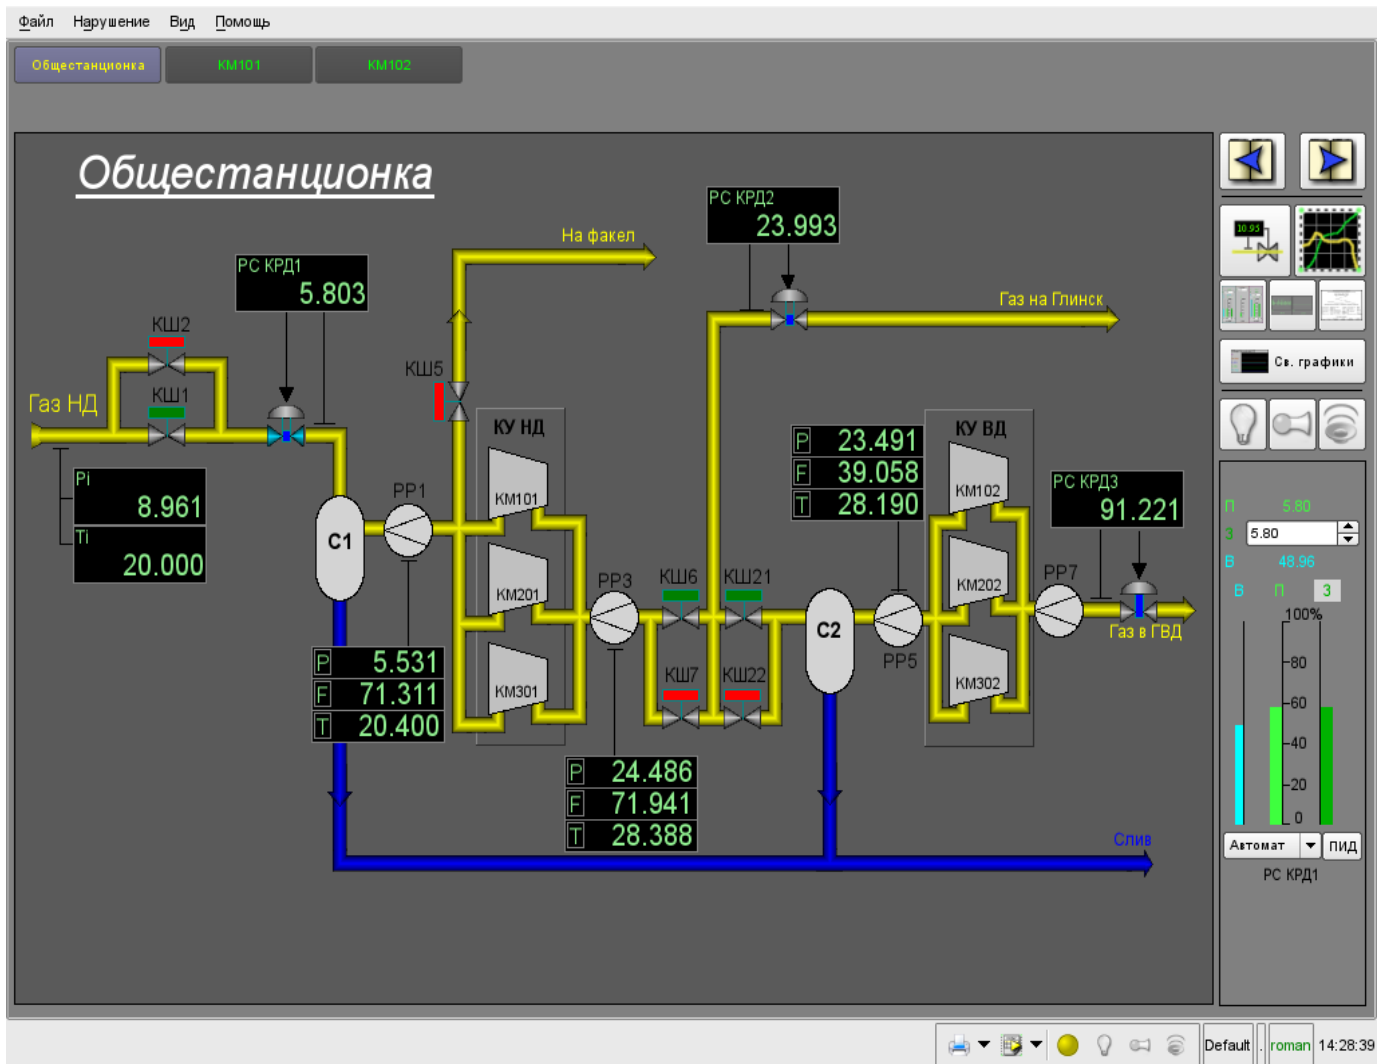 Файл Нарушение Вид Помощь
Общестанционка КМ101 КМ102
Общестанционка
РС КРД2
23.993
На факел
РС КРД1
5.803
Газ на Глинск
10.95
КШ2
КШ5
Св. графики
КШ1
Газ НД
КУ НД
КУ ВД
P 23.491
F 39.058
T 28.190
Pi
8.961
Ti
20.000
РР1
КМ101
КМ102
РС КРД3
91.221
П 5.80
З 5.80
В 48.96
В П З
С1
КМ201
РР3
КШ6
КШ21
КМ202
РР7
С2
Газ в ГВД
РР5
P 5.531
F 71.311
T 20.400
КМ301
КШ7
КШ22
КМ302
100%
80
60
40
20
0
P 24.486
F 71.941
T 28.388
Слив
Автомат ПИД
РС КРД1
Default . roman 14:28:39